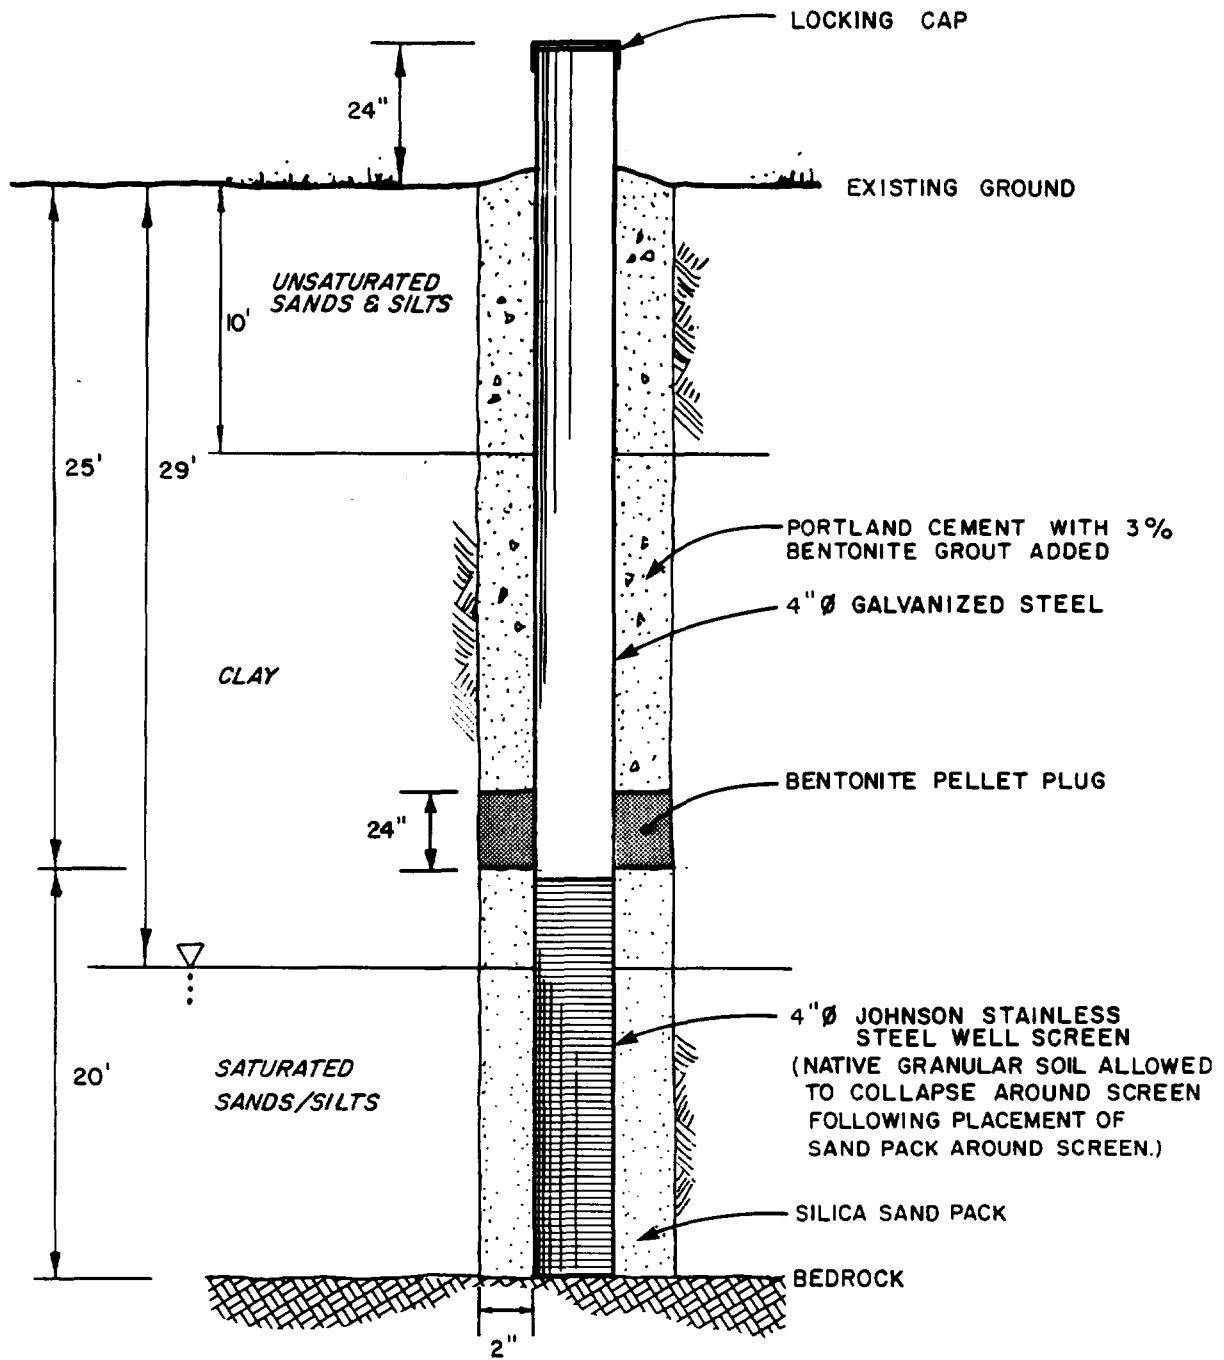 LOCKING CAP
24"
EXISTING GROUND
UNSATURATED
SANDS & SILTS
10'
25'
29'
PORTLAND CEMENT WITH 3%
BENTONITE GROUT ADDED
4"Ø GALVANIZED STEEL
CLAY
BENTONITE PELLET PLUG
24"
4"Ø JOHNSON STAINLESS
STEEL WELL SCREEN
(NATIVE GRANULAR SOIL ALLOWED
TO COLLAPSE AROUND SCREEN
FOLLOWING PLACEMENT OF
SAND PACK AROUND SCREEN.)
20'
SATURATED
SANDS/SILTS
SILICA SAND PACK
BEDROCK
2"